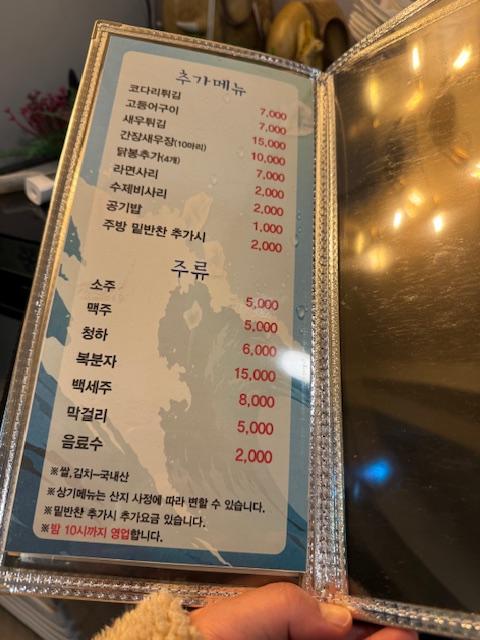 추가메뉴
코다리튀김 7,000
고등어구이 7,000
새우튀김 15,000
간장새우장(10마리) 10,000
닭봉추가(4개) 7,000
라면사리 2,000
수제비사리 2,000
공기밥 1,000
주방 밑반찬 추가시 2,000
주류
소주 5,000
맥주 5,000
청하 6,000
복분자 15,000
백세주 8,000
막걸리 5,000
음료수 2,000
※쌀,김치-국내산
※상기메뉴는 산지 사정에 따라 변할 수 있습니다.
※밑반찬 추가시 추가요금 있습니다.
※밤 10시까지 영업합니다.